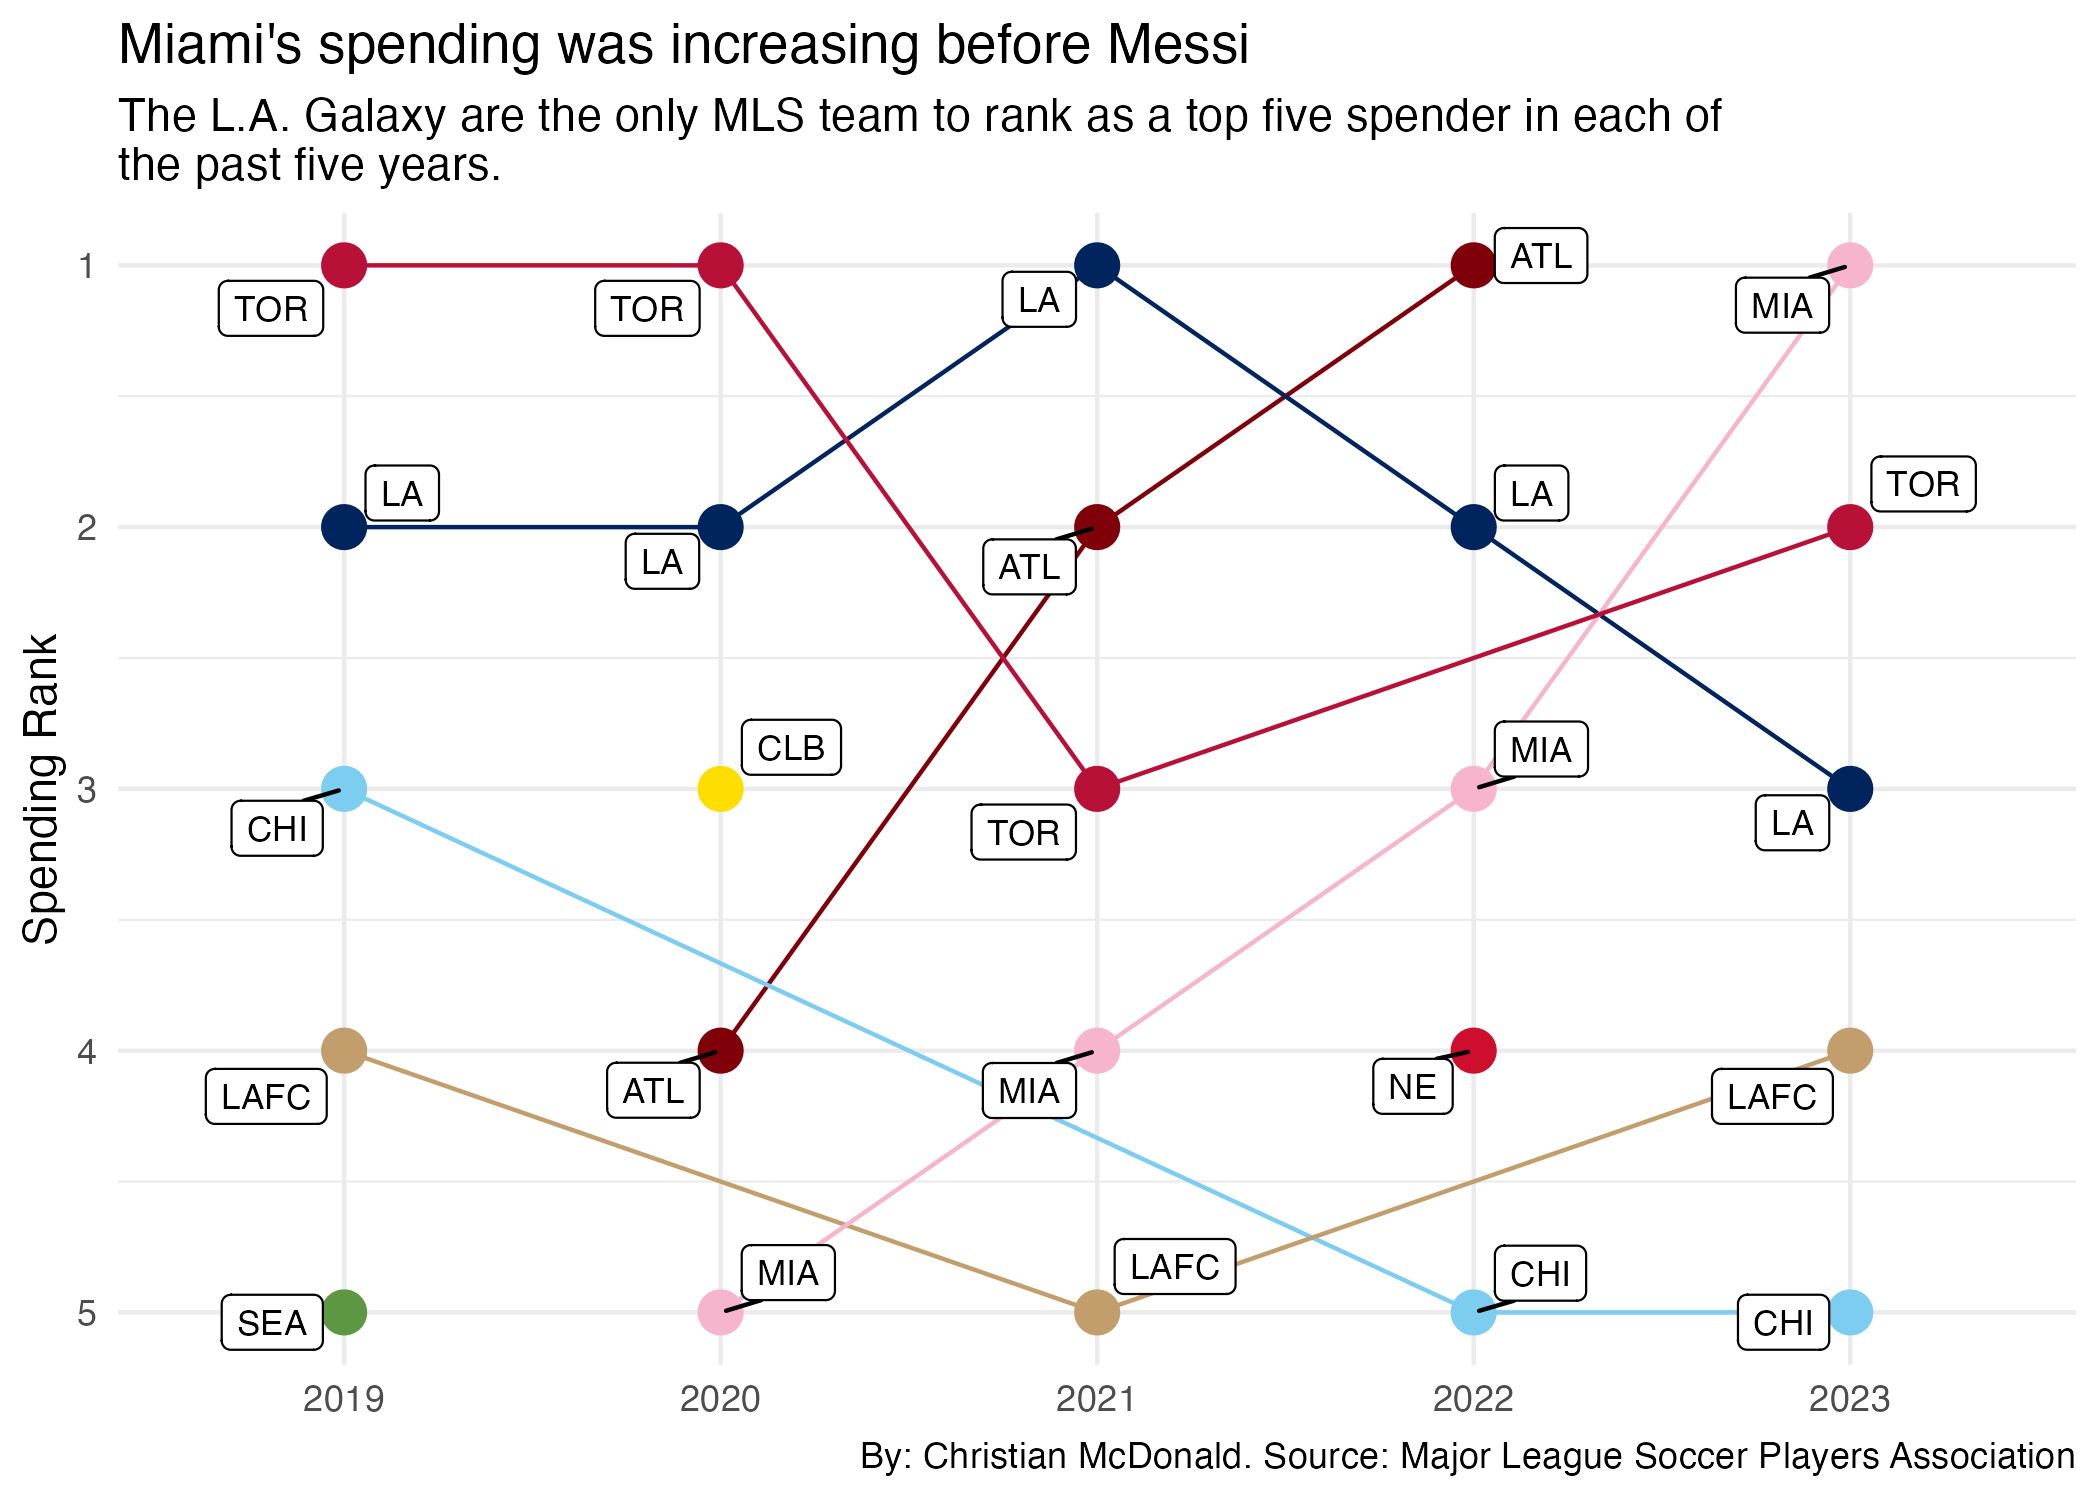 Miami's spending was increasing before Messi
The L.A. Galaxy are the only MLS team to rank as a top five spender in each of
the past five years.
Spending Rank
1
TOR
TOR
LA
ATL
MIA
2
LA
LA
ATL
LA
TOR
3
CHI
CLB
TOR
MIA
LA
4
LAFC
ATL
MIA
NE
LAFC
5
SEA
MIA
LAFC
CHI
CHI
2019
2020
2021
2022
2023
By: Christian McDonald. Source: Major League Soccer Players Association